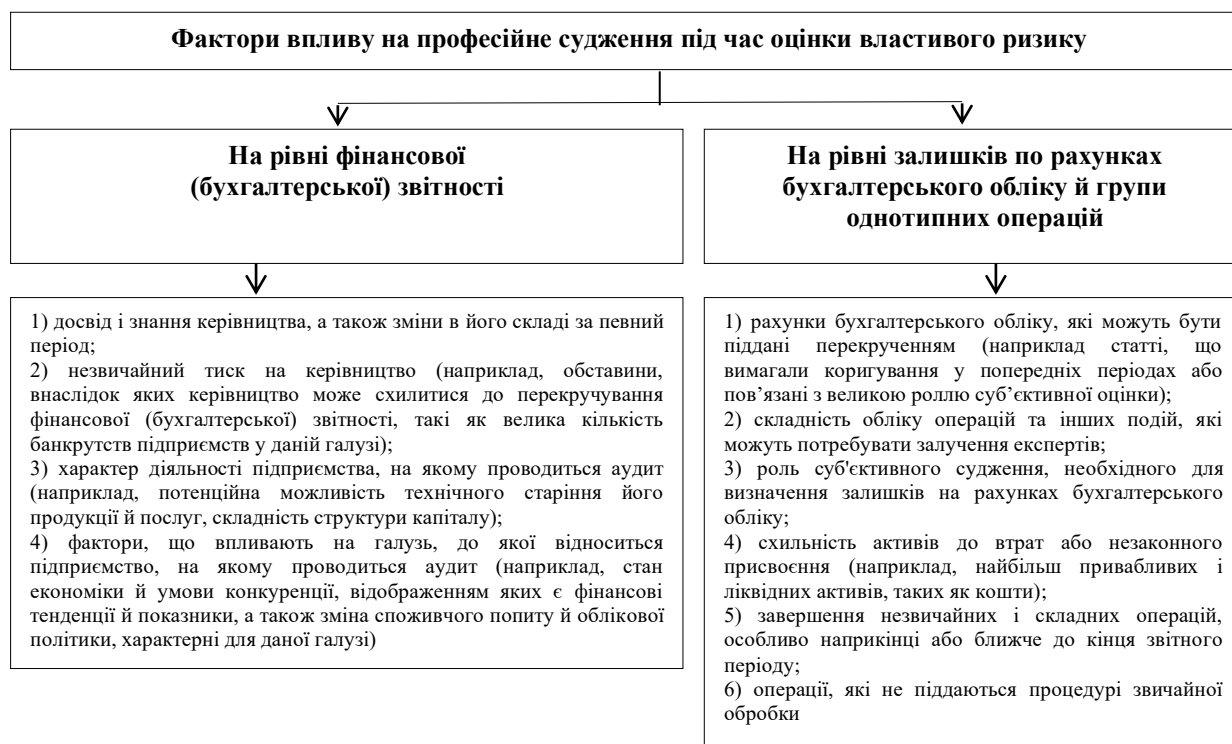 Фактори впливу на професійне судження під час оцінки властивого ризику
На рівні фінансової
(бухгалтерської) звітності
На рівні залишків по рахунках
бухгалтерського обліку й групи
однотипних операцій
1) досвід і знання керівництва, а також зміни в його складі за певний
період;
2) незвичайний тиск на керівництво (наприклад, обставини,
внаслідок яких керівництво може схилитися до перекручування
фінансової (бухгалтерської) звітності, такі як велика кількість
банкрутств підприємств у даній галузі);
3) характер діяльності підприємства, на якому проводиться аудит
(наприклад, потенційна можливість технічного старіння його
продукції й послуг, складність структури капіталу);
4) фактори, що впливають на галузь, до якої відноситься
підприємство, на якому проводиться аудит (наприклад, стан
економіки й умови конкуренції, відображенням яких є фінансові
тенденції й показники, а також зміна споживчого попиту й облікової
політики, характерні для даної галузі)
1) рахунки бухгалтерського обліку, які можуть бути
піддані перекрученням (наприклад статті, що
вимагали коригування у попередніх періодах або
пов’язані з великою роллю суб’єктивної оцінки);
2) складність обліку операцій та інших подій, які
можуть потребувати залучення експертів;
3) роль суб'єктивного судження, необхідного для
визначення залишків на рахунках бухгалтерського
обліку;
4) схильність активів до втрат або незаконного
присвоєння (наприклад, найбільш привабливих і
ліквідних активів, таких як кошти);
5) завершення незвичайних і складних операцій,
особливо наприкінці або ближче до кінця звітного
періоду;
6) операції, які не піддаються процедурі звичайної
обробки